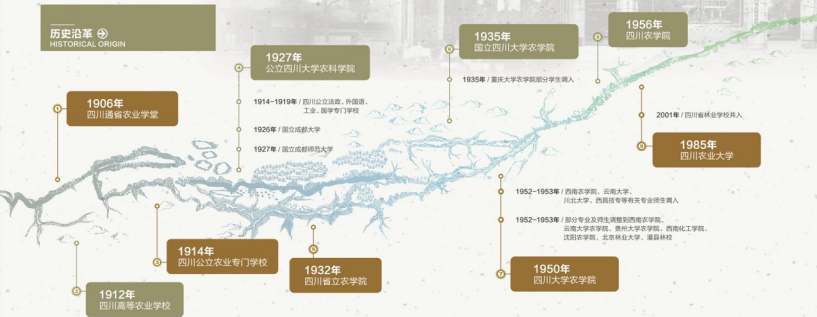 历史沿革
HISTORICAL ORIGIN
1906年
四川通省农业学堂
1912年
四川高等农业学校
1914年
四川公立农业专门学校
1927年
公立四川大学农科学院
1914-1919年 / 四川公立法政、外国语、
工业、国学专门学校
1926年 / 国立成都大学
1927年 / 国立成都师范大学
1932年
四川省立农学院
1935年
国立四川大学农学院
1935年 / 重庆大学农学院部分学生调入
1950年
四川大学农学院
1952-1953年 / 西南农学院、云南大学、
川北大学、西昌技专等有关专业师生调入
1952-1953年 / 部分专业及师生调整到西南农学院、
云南大学农学院、贵州大学农学院、西南化工学院、
沈阳农学院、北京林业大学、灌县林校
1956年
四川农学院
1985年
四川农业大学
2001年 / 四川省林业学校并入